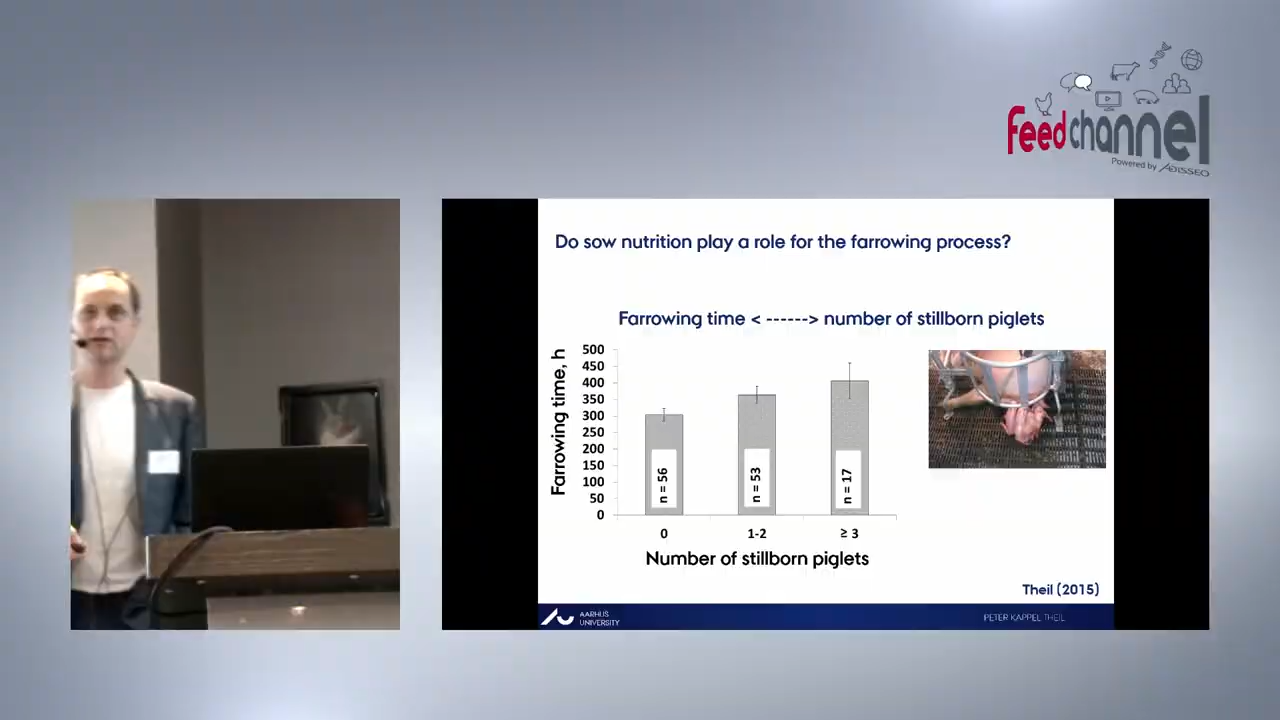 feedchannel
Powered by ADISSEO
Do sow nutrition play a role for the farrowing process?
Farrowing time < ------> number of stillborn piglets
Farrowing time, h
500
450
400
350
300
250
200
150
100
50
0
n = 56
n = 53
n = 17
0
1-2
≥ 3
Number of stillborn piglets
Theil (2015)
AARHUS
UNIVERSITY
PETER KAPPEL THEIL